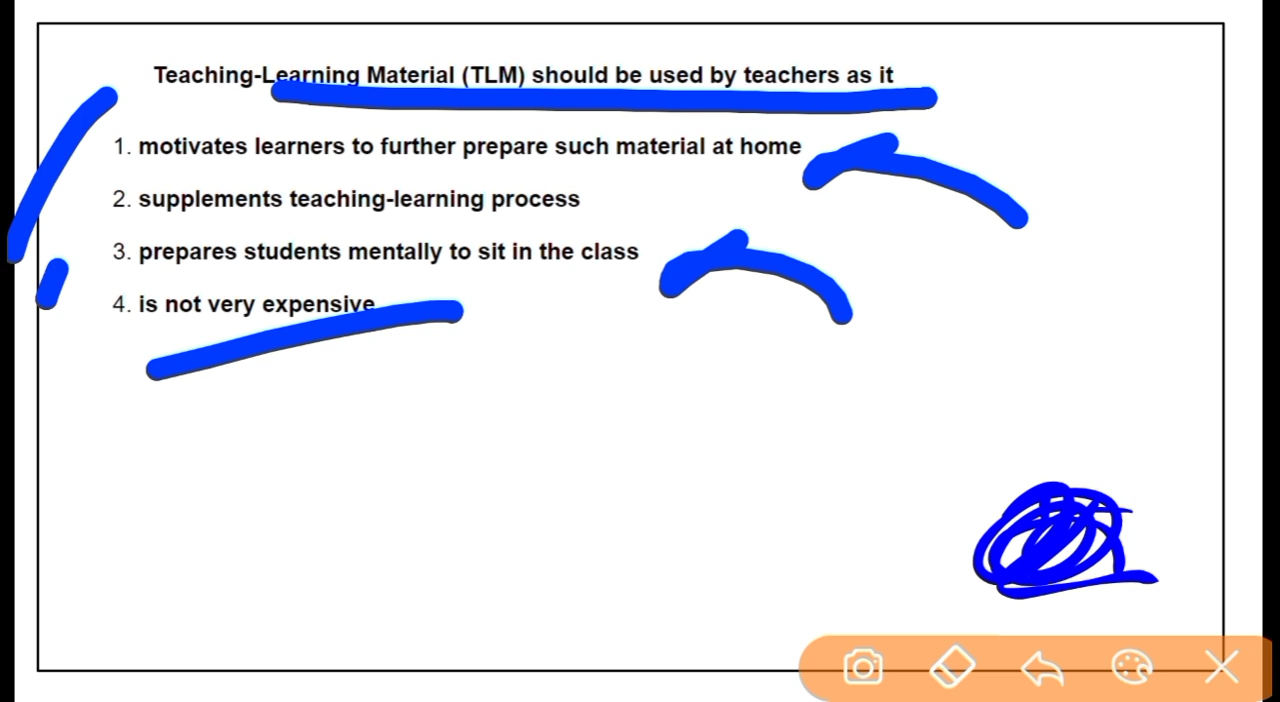 Teaching-Learning Material (TLM) should be used by teachers as it
1. motivates learners to further prepare such material at home
2. supplements teaching-learning process
3. prepares students mentally to sit in the class
4. is not very expensive